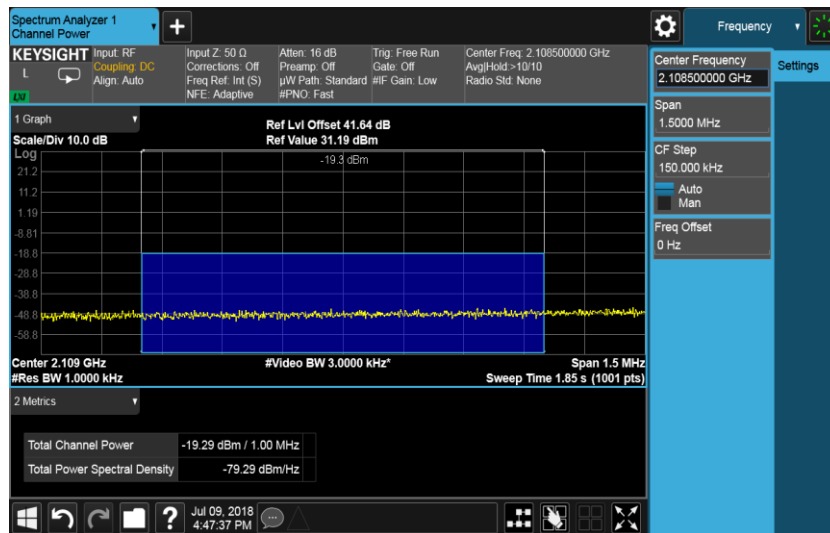 Spectrum Analyzer 1
Channel Power
+
Frequency
KEYSIGHT
L
LXI
Input: RF
Coupling: DC
Align: Auto
Input Z: 50 Ω
Corrections: Off
Freq Ref: Int (S)
NFE: Adaptive
Atten: 16 dB
Preamp: Off
µW Path: Standard
#PNO: Fast
Trig: Free Run
Gate: Off
#IF Gain: Low
Center Freq: 2.108500000 GHz
Avg|Hold:>10/10
Radio Std: None
Center Frequency
2.108500000 GHz
Settings
Span
1.5000 MHz
CF Step
150.000 kHz
Auto
Man
Freq Offset
0 Hz
1 Graph
Scale/Div 10.0 dB
Ref Lvl Offset 41.64 dB
Ref Value 31.19 dBm
Log
-19.3 dBm
21.2
11.2
1.19
-8.81
-18.8
-28.8
-38.8
-48.8
-58.8
Center 2.109 GHz
#Video BW 3.0000 kHz*
Span 1.5 MHz
#Res BW 1.0000 kHz
Sweep Time 1.85 s (1001 pts)
2 Metrics
Total Channel Power -19.29 dBm / 1.00 MHz
Total Power Spectral Density -79.29 dBm/Hz
?
Jul 09, 2018
4:47:37 PM